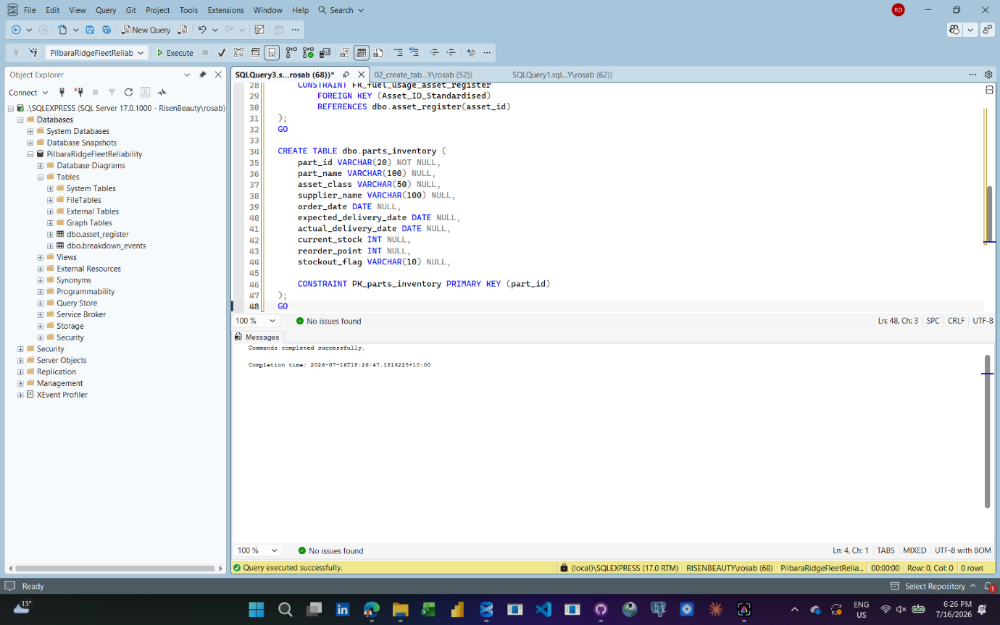 File Edit View Query Git Project Tools Extensions Window Help Search RD
New Query
PilbaraRidgeFleetReliab Execute
Object Explorer
Connect
.\SQLEXPRESS (SQL Server 17.0.1000 - RisenBeauty\rosab)
Databases
System Databases
Database Snapshots
PilbaraRidgeFleetReliability
Database Diagrams
Tables
System Tables
FileTables
External Tables
Graph Tables
dbo.asset_register
dbo.breakdown_events
Views
External Resources
Synonyms
Programmability
Query Store
Service Broker
Storage
Security
Security
Server Objects
Replication
Management
XEvent Profiler
SQLQuery3.s...rosab (68))* 02_create_tab...Y\rosab (52)) SQLQuery1.sql...Y\rosab (62))
28 CONSTRAINT FK_fuel_usage_asset_register
29 FOREIGN KEY (Asset_ID_Standardised)
30 REFERENCES dbo.asset_register(asset_id)
31 );
32 GO
33
34 CREATE TABLE dbo.parts_inventory (
35 part_id VARCHAR(20) NOT NULL,
36 part_name VARCHAR(100) NULL,
37 asset_class VARCHAR(50) NULL,
38 supplier_name VARCHAR(100) NULL,
39 order_date DATE NULL,
40 expected_delivery_date DATE NULL,
41 actual_delivery_date DATE NULL,
42 current_stock INT NULL,
43 reorder_point INT NULL,
44 stockout_flag VARCHAR(10) NULL,
45
46 CONSTRAINT PK_parts_inventory PRIMARY KEY (part_id)
47 );
48 GO
100 % No issues found Ln: 48, Ch: 3 SPC CRLF UTF-8
Messages
Commands completed successfully.
Completion time: 2026-07-16T18:26:47.1816225+10:00
100 % No issues found Ln: 4, Ch: 1 TABS MIXED UTF-8 with BOM
Query executed successfully. (local)\SQLEXPRESS (17.0 RTM) RISENBEAUTY\rosab (68) PilbaraRidgeFleetRelia... 00:00:00 Row: 0, Col: 0 0 rows
Ready Select Repository 1
13° ENG US 6:26 PM 7/16/2026